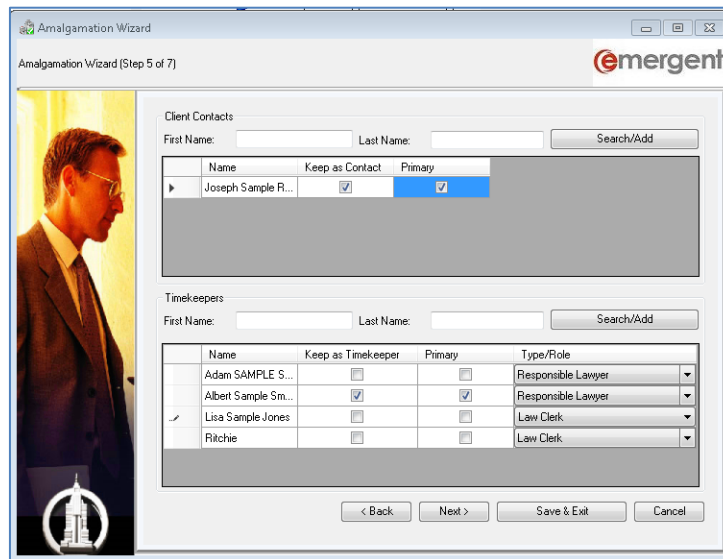 Amalgamation Wizard
Amalgamation Wizard (Step 5 of 7)
emergent
Client Contacts
First Name: Last Name: Search/Add
Name Keep as Contact Primary
Joseph Sample R...
Timekeepers
First Name: Last Name: Search/Add
Name Keep as Timekeeper Primary Type/Role
Adam SAMPLE S... Responsible Lawyer
Albert Sample Sm... Responsible Lawyer
Lisa Sample Jones Law Clerk
Ritchie Law Clerk
< Back Next > Save & Exit Cancel